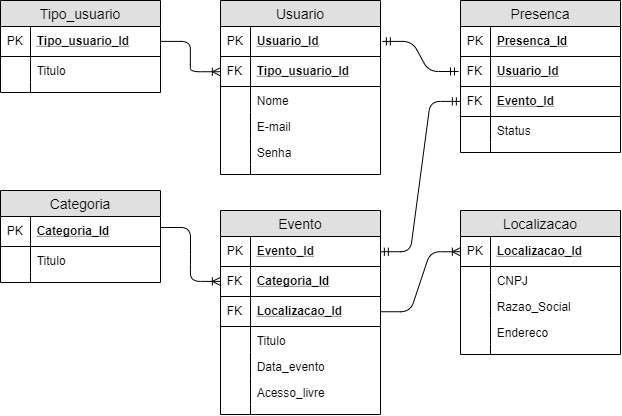 Tipo_usuario
PK Tipo_usuario_Id
Titulo
Usuario
PK Usuario_Id
FK Tipo_usuario_Id
Nome
E-mail
Senha
Presenca
PK Presenca_Id
FK Usuario_Id
FK Evento_Id
Status
Categoria
PK Categoria_Id
Titulo
Evento
PK Evento_Id
FK Categoria_Id
FK Localizacao_Id
Titulo
Data_evento
Acesso_livre
Localizacao
PK Localizacao_Id
CNPJ
Razao_Social
Endereco